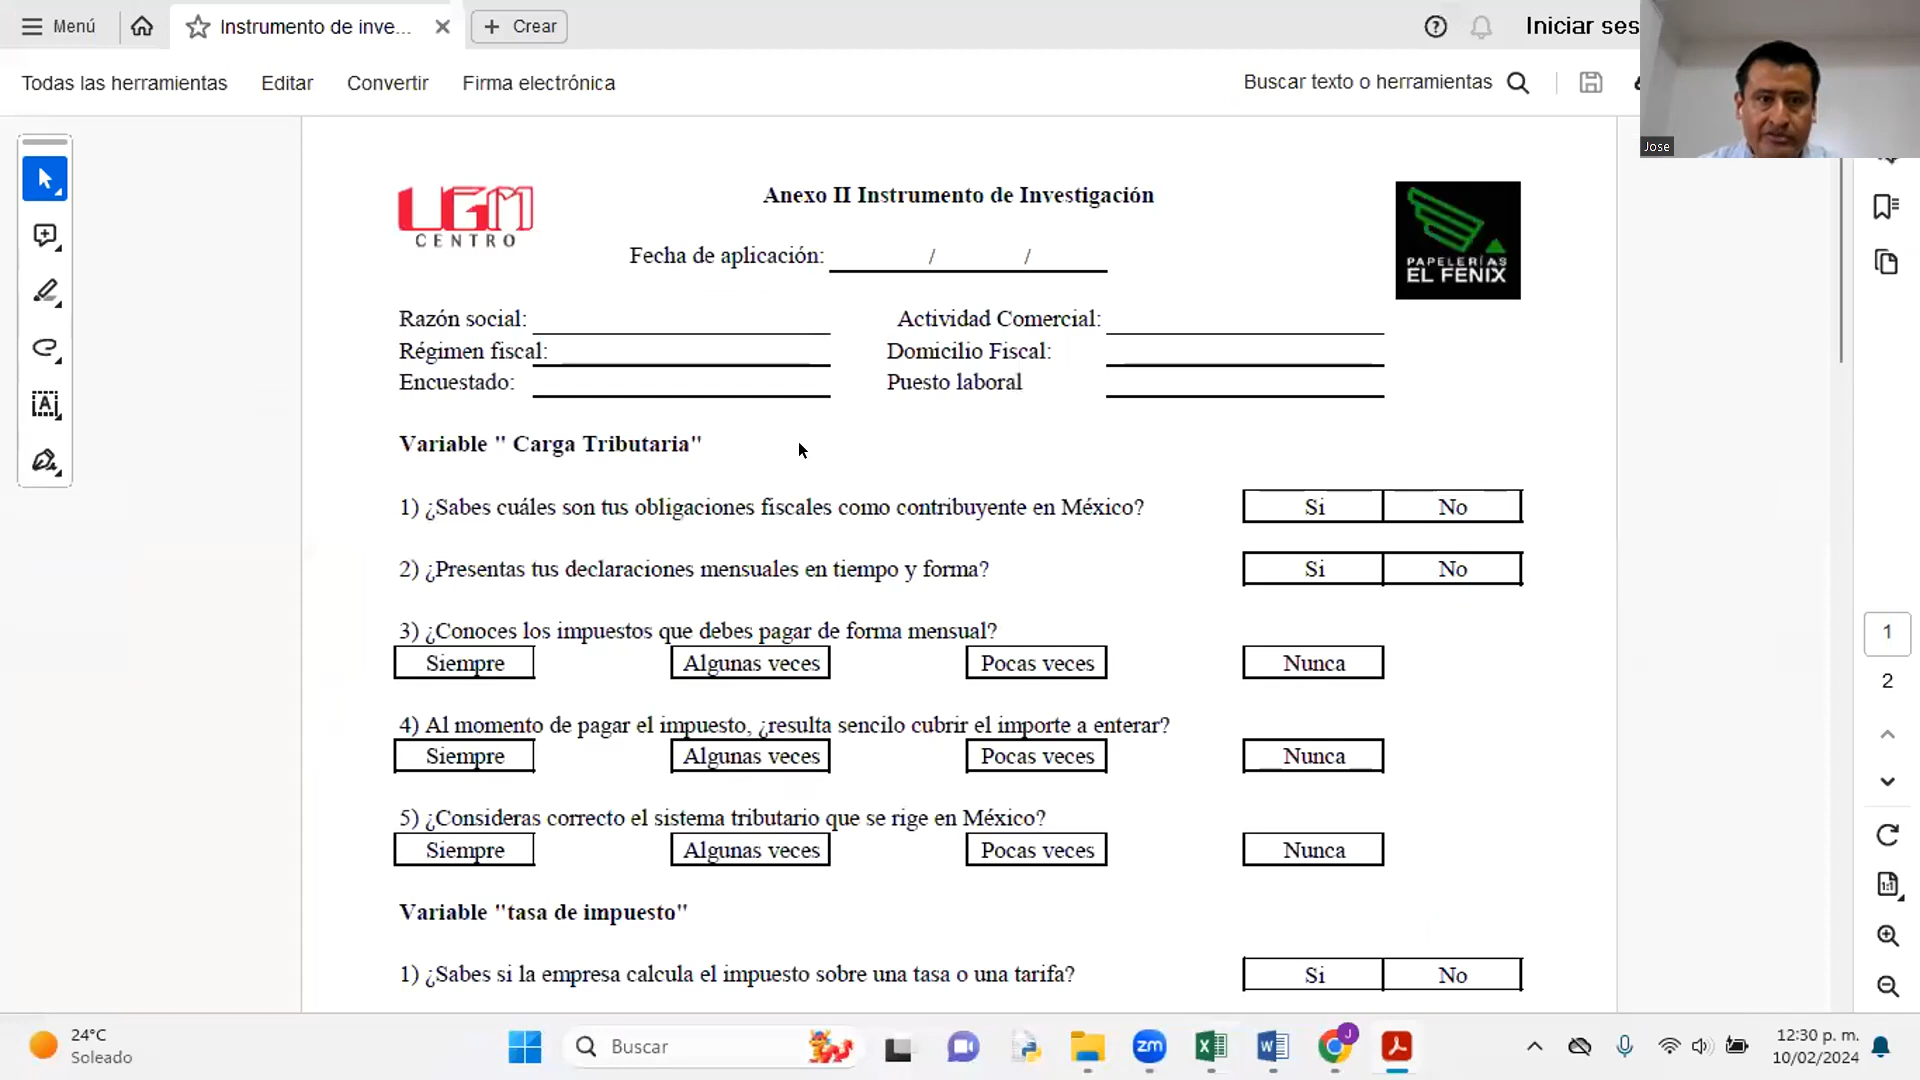 Menú
Instrumento de inve...
Crear
Iniciar ses
Todas las herramientas
Editar
Convertir
Firma electrónica
Buscar texto o herramientas
Jose
UGM
CENTRO
Anexo II Instrumento de Investigación
Fecha de aplicación: / /
PAPELERÍAS
EL FENIX
Razón social:
Actividad Comercial:
Régimen fiscal:
Domicilio Fiscal:
Encuestado:
Puesto laboral
Variable " Carga Tributaria"
1) ¿Sabes cuáles son tus obligaciones fiscales como contribuyente en México? Si No
2) ¿Presentas tus declaraciones mensuales en tiempo y forma? Si No
3) ¿Conoces los impuestos que debes pagar de forma mensual?
Siempre Algunas veces Pocas veces Nunca
4) Al momento de pagar el impuesto, ¿resulta sencilo cubrir el importe a enterar?
Siempre Algunas veces Pocas veces Nunca
5) ¿Consideras correcto el sistema tributario que se rige en México?
Siempre Algunas veces Pocas veces Nunca
Variable "tasa de impuesto"
1) ¿Sabes si la empresa calcula el impuesto sobre una tasa o una tarifa? Si No
1
2
1:1
24°C
Soleado
Buscar
zm
J
12:30 p. m.
10/02/2024